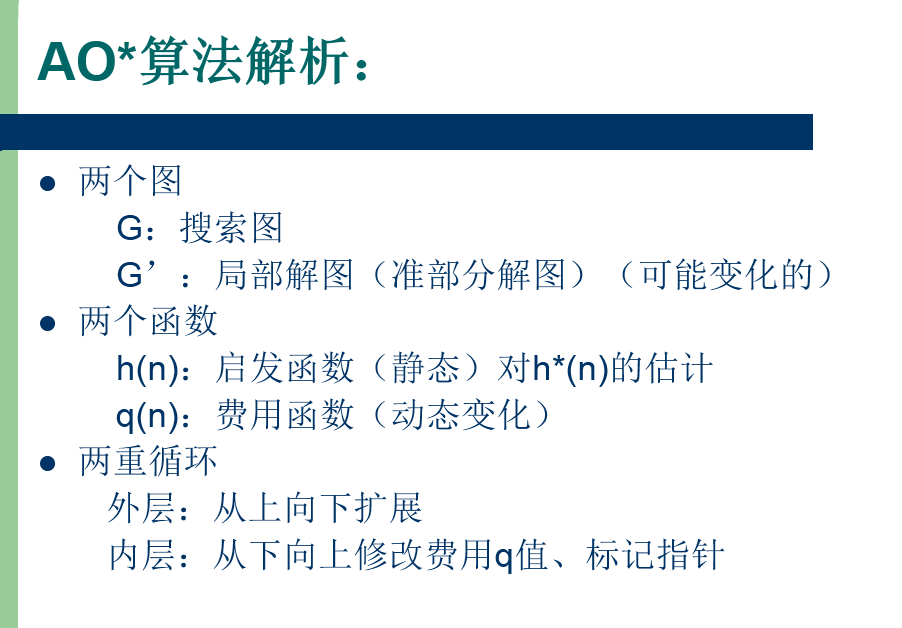 AO*算法解析：
● 两个图
G：搜索图
G’：局部解图（准部分解图）（可能变化的）
● 两个函数
h(n)：启发函数（静态）对h*(n)的估计
q(n)：费用函数（动态变化）
● 两重循环
外层：从上向下扩展
内层：从下向上修改费用q值、标记指针